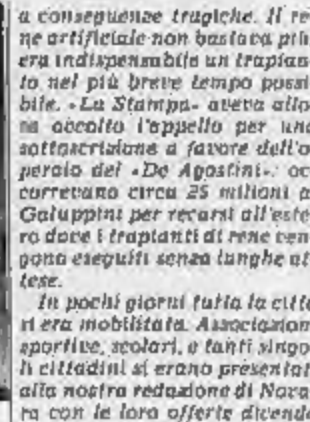 a conseguenze tragiche. Il re-
ne artificiale non bastava più
era indispensabile un trapian-
to nel più breve tempo possi-
bile. «La Stampa» aveva allo-
ra accolto l'appello per una
sottoscrizione a favore dell'o-
peraio del «De Agostini»: oc-
correvano circa 25 milioni a
Galuppini per recarsi all'este-
ro dove i trapianti di rene ven-
gono eseguiti senza lunghe at-
tese.
In pochi giorni tutta la città
si era mobilitata. Associazion
sportive, scolari, e tanti singo-
li cittadini si erano presentat
alla nostra redazione di Nova-
ra con le loro offerte dicendo